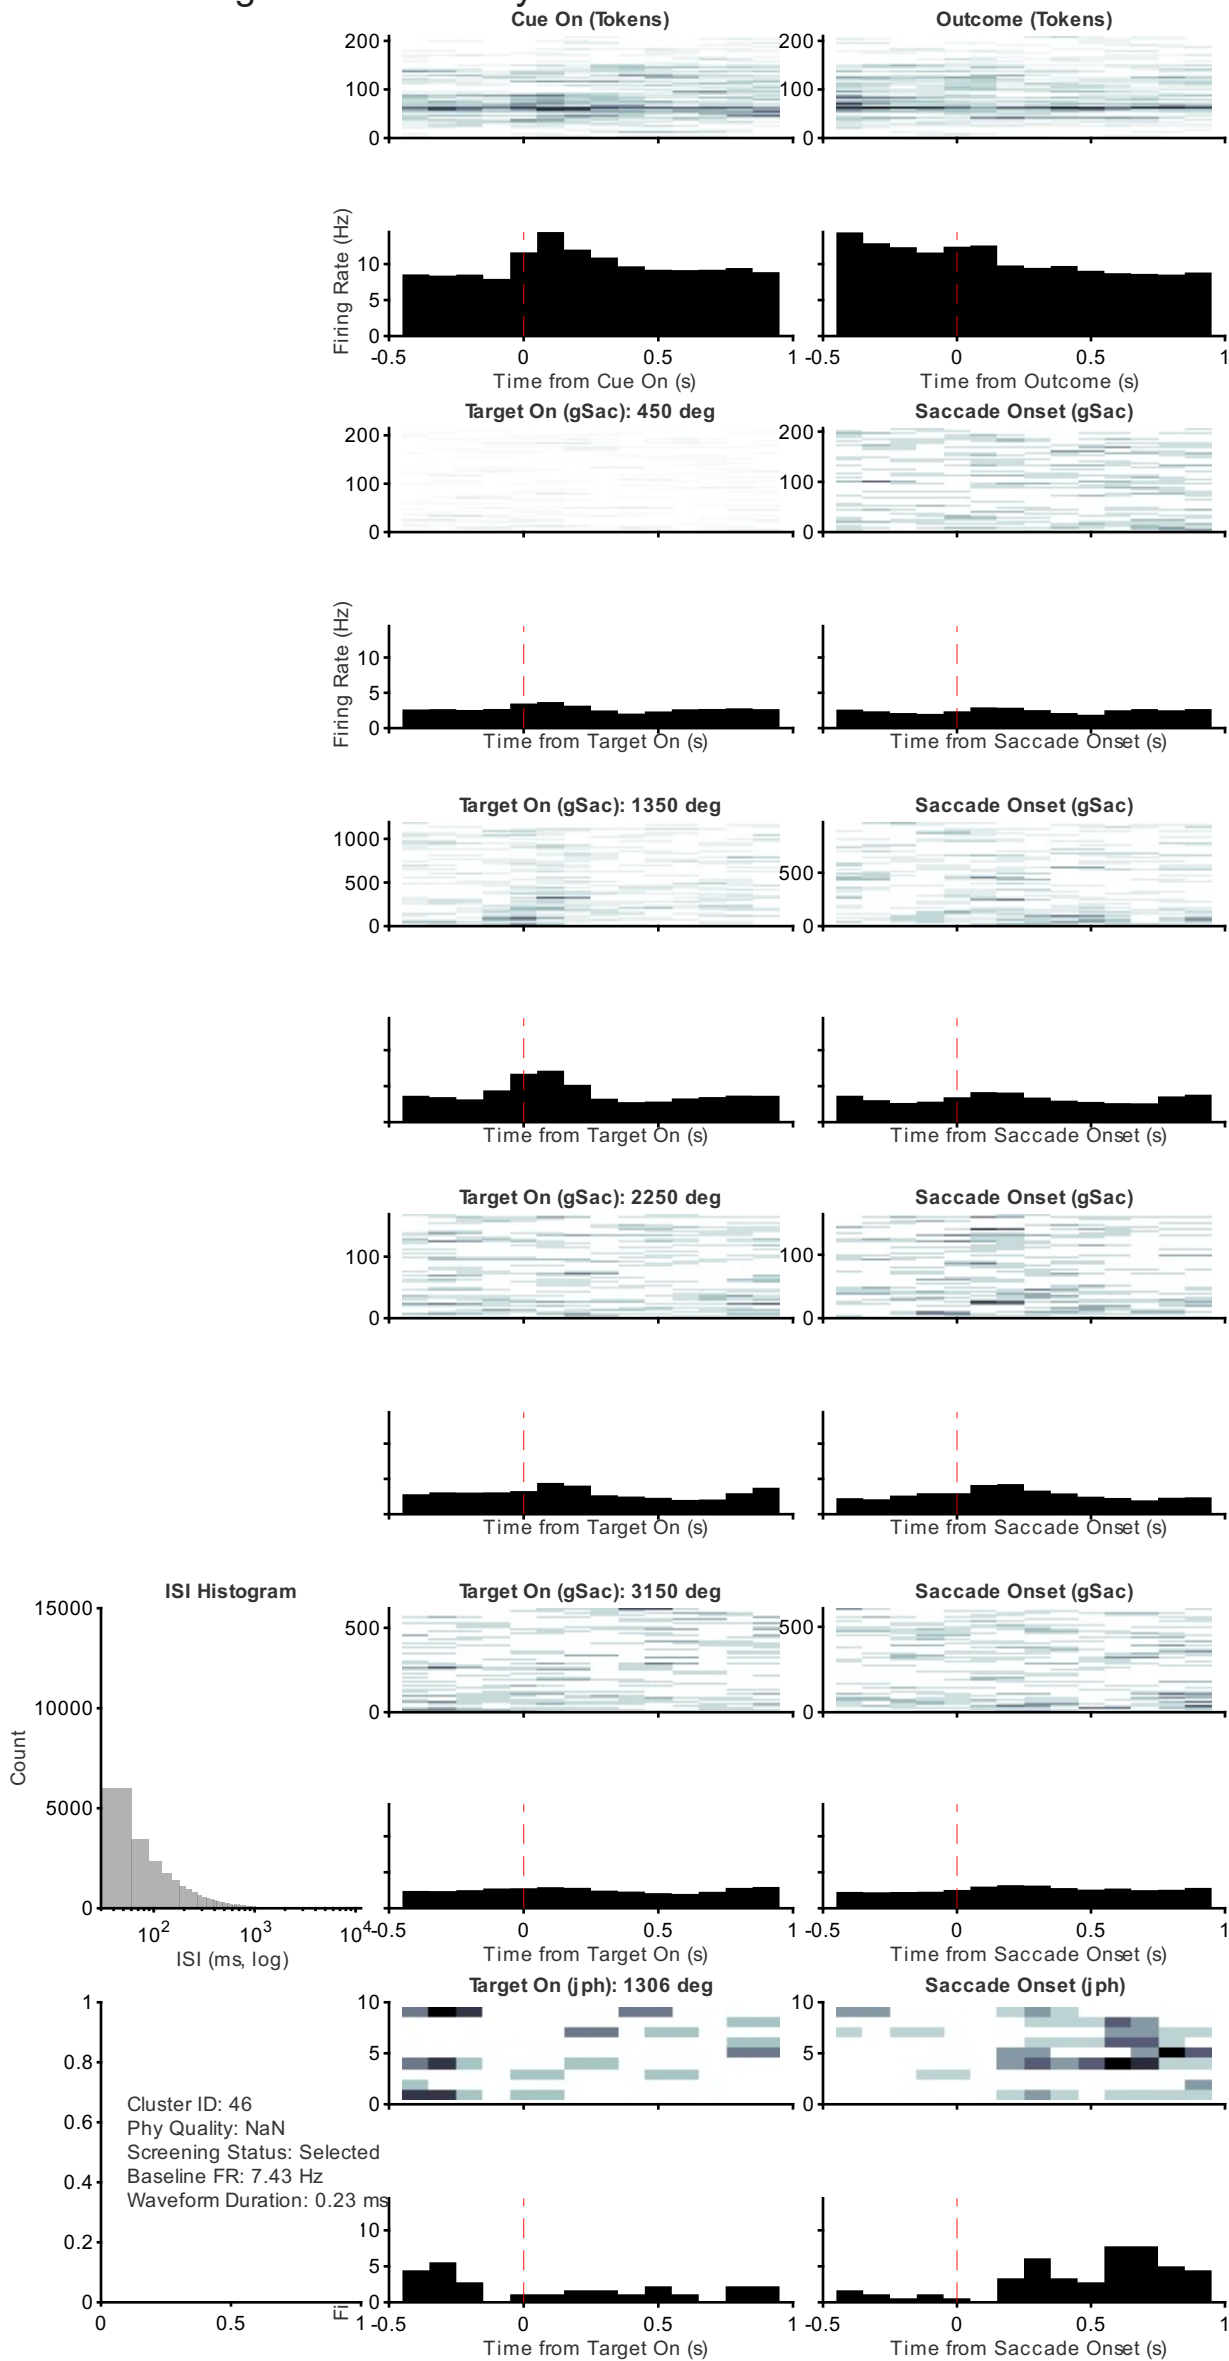 Cue On (Tokens)
Outcome (Tokens)
200
100
0
200
100
0
Firing Rate (Hz)
10
5
0
-0.5
0
0.5
1
-0.5
0
0.5
1
Time from Cue On (s)
Time from Outcome (s)
Target On (gSac): 450 deg
Saccade Onset (gSac)
200
100
0
200
100
0
Firing Rate (Hz)
10
5
0
Time from Target On (s)
Time from Saccade Onset (s)
Target On (gSac): 1350 deg
Saccade Onset (gSac)
1000
500
0
500
0
Time from Target On (s)
Time from Saccade Onset (s)
Target On (gSac): 2250 deg
Saccade Onset (gSac)
100
0
100
0
Time from Target On (s)
Time from Saccade Onset (s)
ISI Histogram
Target On (gSac): 3150 deg
Saccade Onset (gSac)
15000
10000
5000
0
Count
10^2
10^3
10^4
ISI (ms, log)
500
0
500
0
-0.5
0
0.5
1
-0.5
0
0.5
1
Time from Target On (s)
Time from Saccade Onset (s)
Target On (jph): 1306 deg
Saccade Onset (jph)
1
0.8
0.6
0.4
0.2
0
0
0.5
1
Cluster ID: 46
Phy Quality: NaN
Screening Status: Selected
Baseline FR: 7.43 Hz
Waveform Duration: 0.23 ms
10
5
0
10
5
0
Fi
10
5
0
-0.5
0
0.5
1
-0.5
0
0.5
1
Time from Target On (s)
Time from Saccade Onset (s)